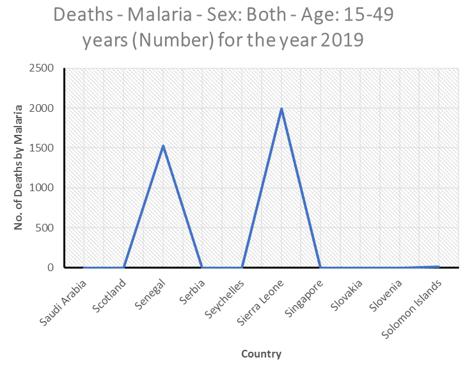 Deaths - Malaria - Sex: Both - Age: 15-49
years (Number) for the year 2019
2500
2000
1500
1000
500
0
No. of Deaths by Malaria
Saudi Arabia
Scotland
Senegal
Serbia
Seychelles
Sierra Leone
Singapore
Slovakia
Slovenia
Solomon Islands
Country